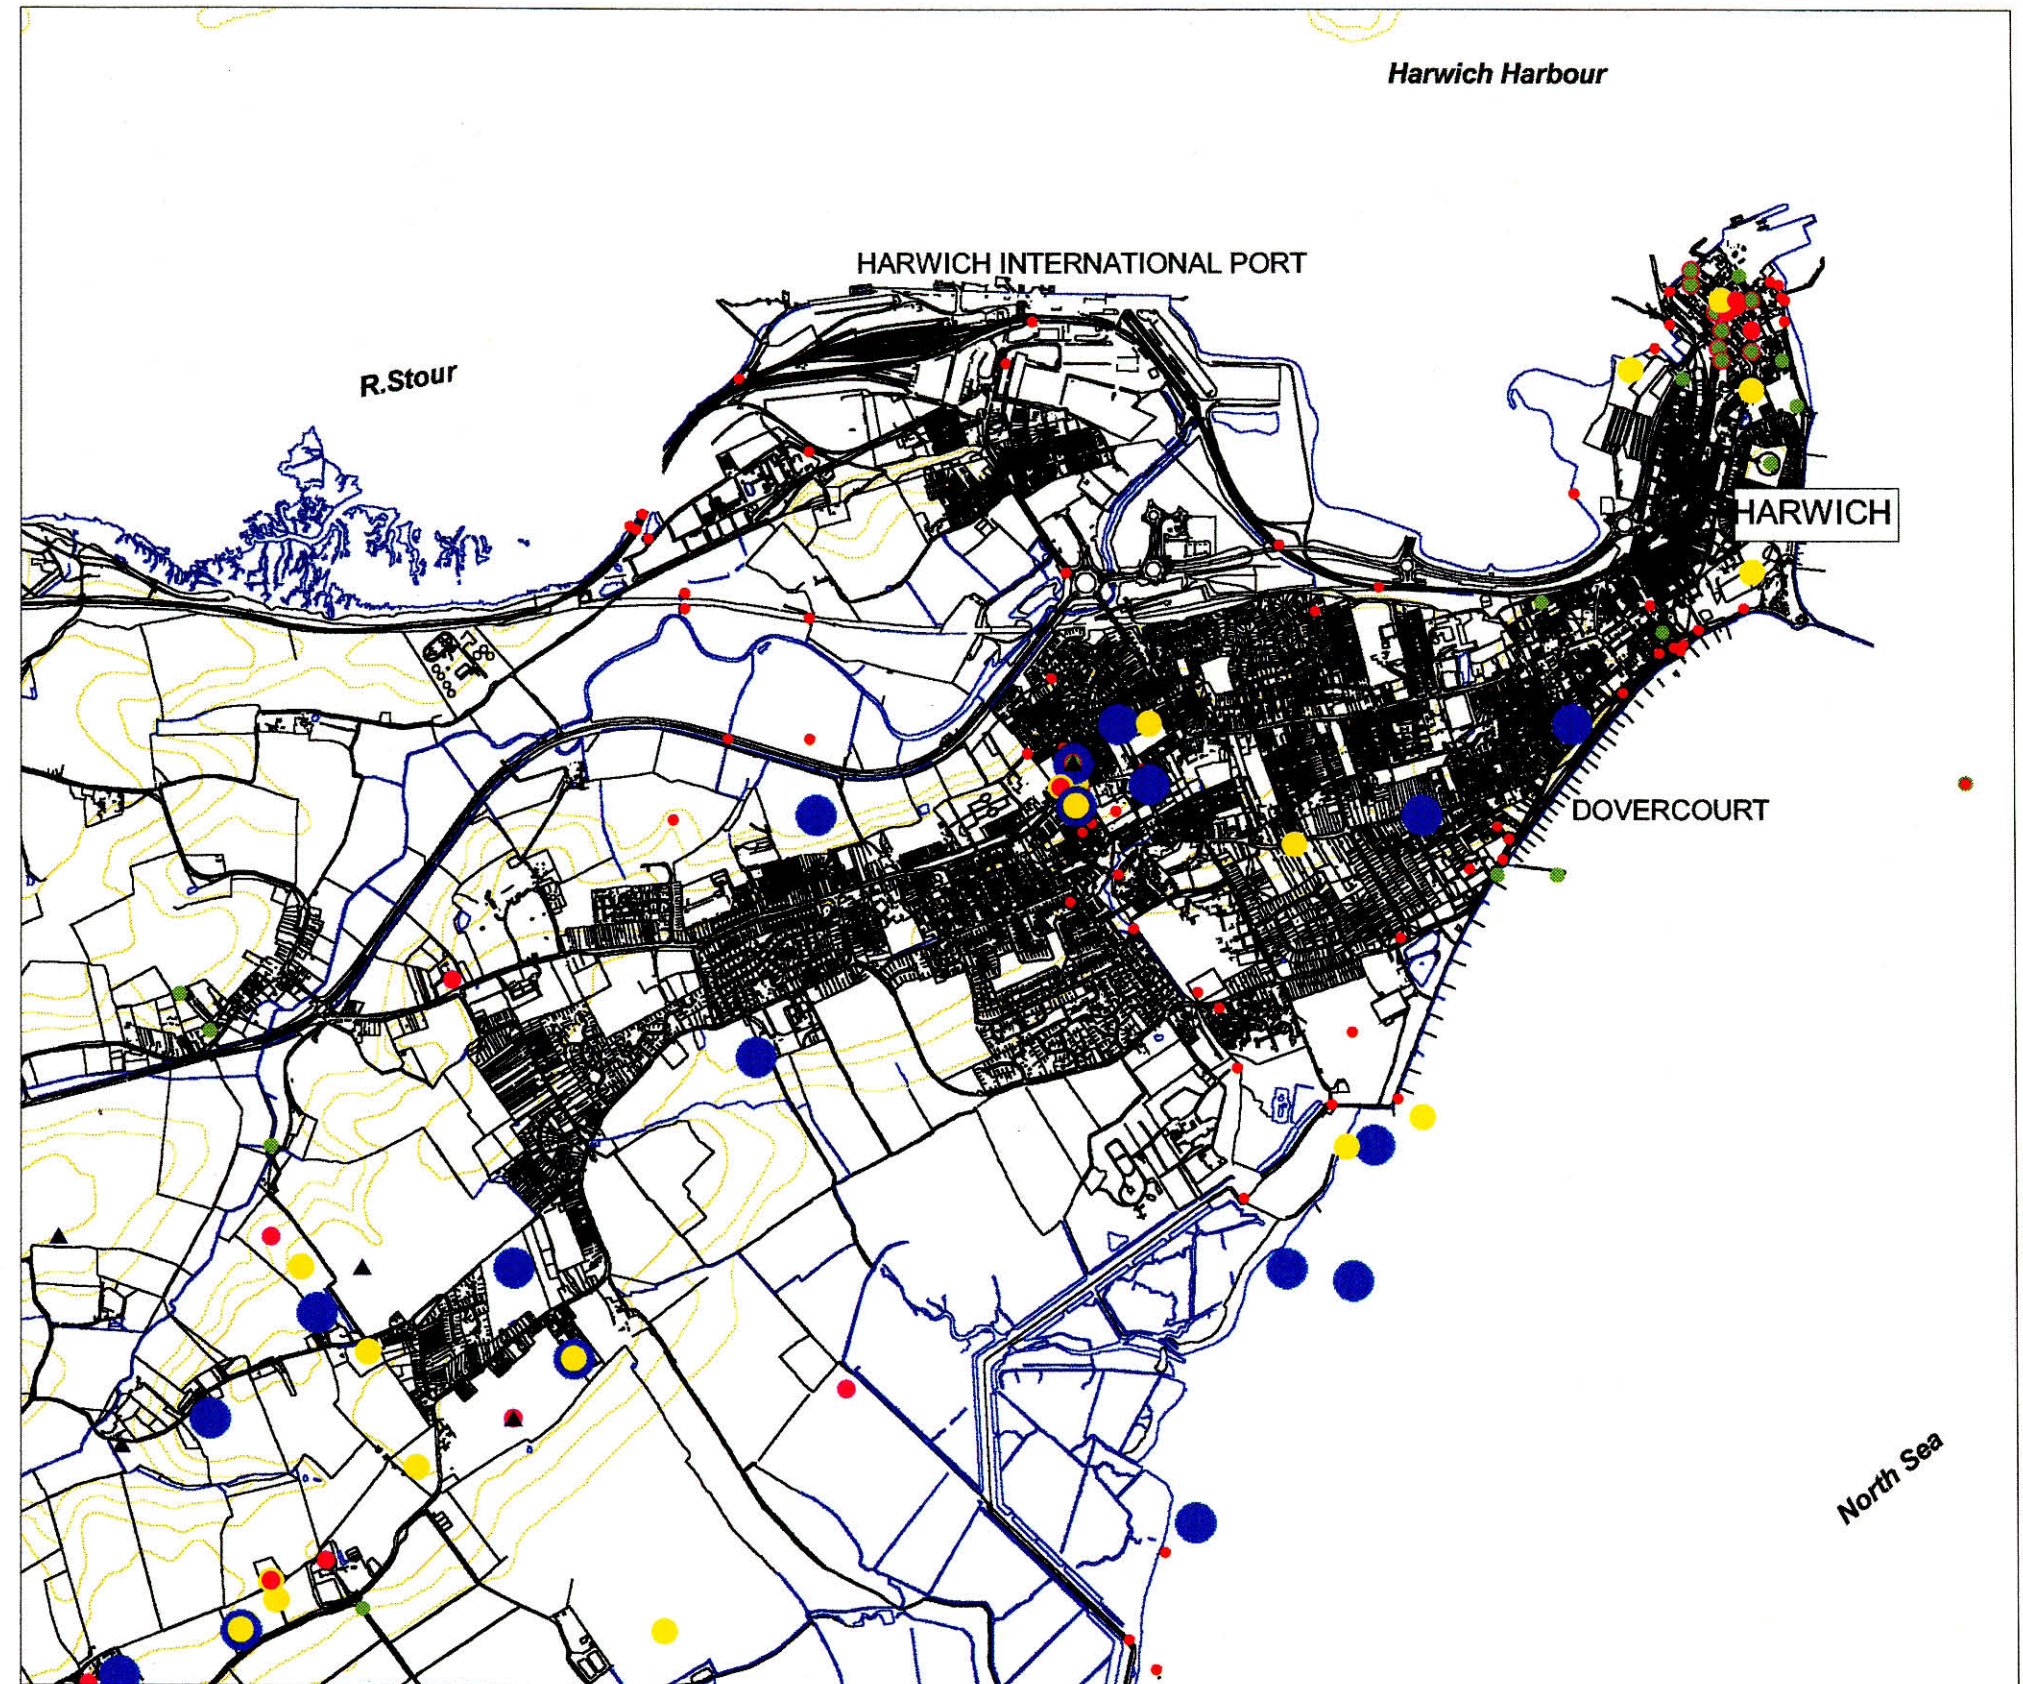 Harwich Harbour
HARWICH INTERNATIONAL PORT
R.Stour
HARWICH
DOVERCOURT
North Sea